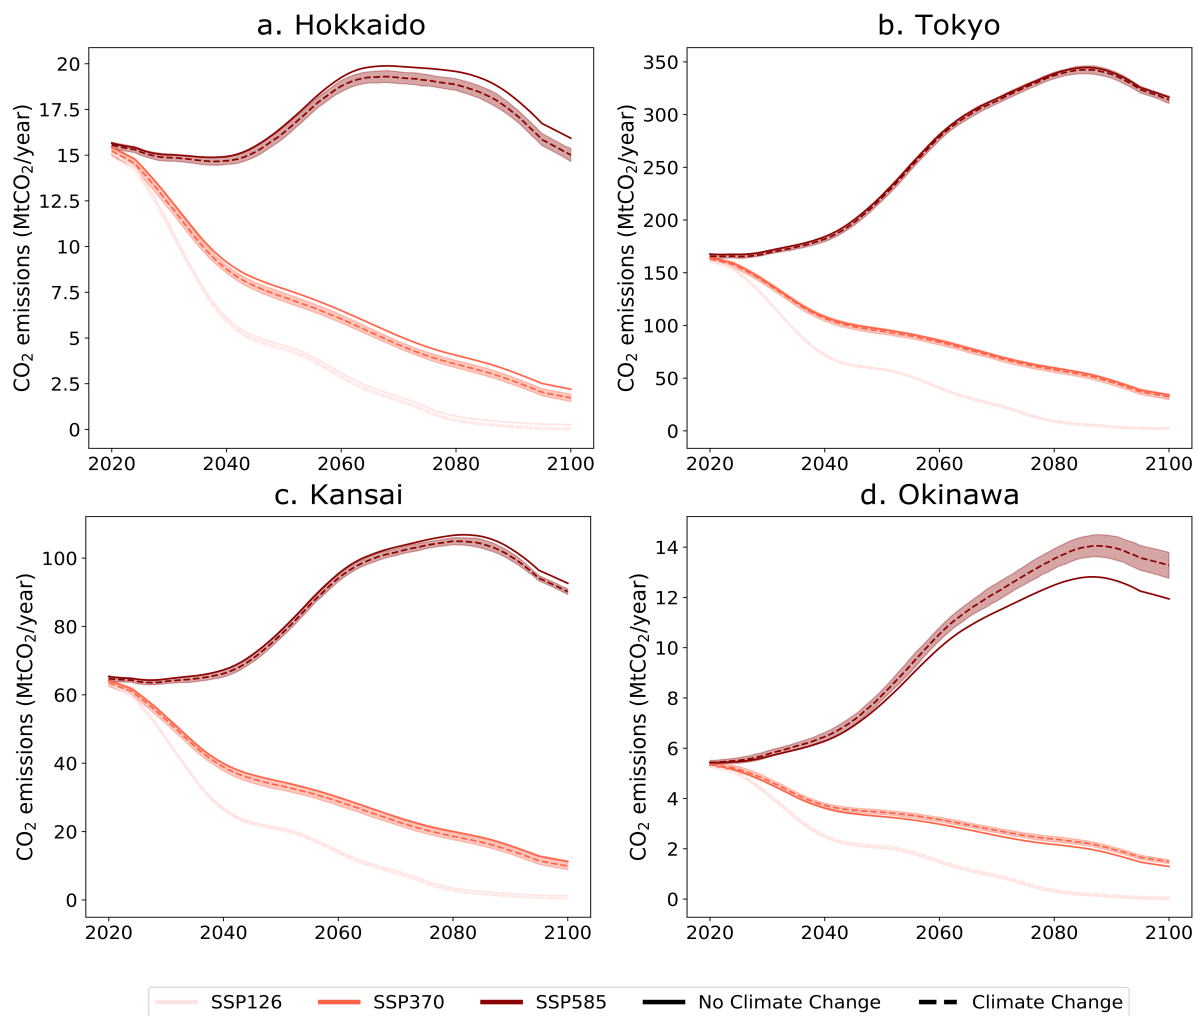 a. Hokkaido
b. Tokyo
CO₂ emissions (MtCO₂/year)
20
17.5
15
12.5
10
7.5
5
2.5
0
2020 2040 2060 2080 2100
CO₂ emissions (MtCO₂/year)
350
300
250
200
150
100
50
0
2020 2040 2060 2080 2100
c. Kansai
d. Okinawa
CO₂ emissions (MtCO₂/year)
100
80
60
40
20
0
2020 2040 2060 2080 2100
CO₂ emissions (MtCO₂/year)
14
12
10
8
6
4
2
0
2020 2040 2060 2080 2100
SSP126 SSP370 SSP585 No Climate Change Climate Change